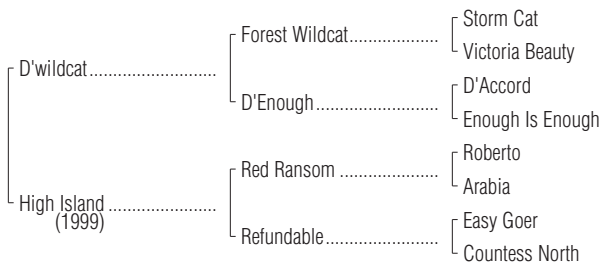 Storm Cat
Forest Wildcat....................
Victoria Beauty
D'wildcat............................
D'Accord
D'Enough...........................
Enough Is Enough
Roberto
Red Ransom ......................
Arabia
High Island ........................
(1999)
Easy Goer
Refundable.........................
Countess North